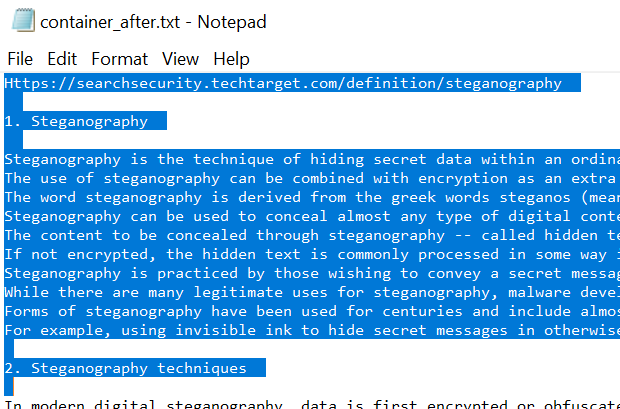 container_after.txt - Notepad
File Edit Format View Help
Https://searchsecurity.techtarget.com/definition/steganography
1. Steganography
Steganography is the technique of hiding secret data within an ordina
The use of steganography can be combined with encryption as an extra
The word steganography is derived from the greek words steganos (mean
Steganography can be used to conceal almost any type of digital conte
The content to be concealed through steganography -- called hidden te
If not encrypted, the hidden text is commonly processed in some way i
Steganography is practiced by those wishing to convey a secret messag
While there are many legitimate uses for steganography, malware devel
Forms of steganography have been used for centuries and include almos
For example, using invisible ink to hide secret messages in otherwise
2. Steganography techniques
In modern digital steganography, data is first encrypted or obfuscate